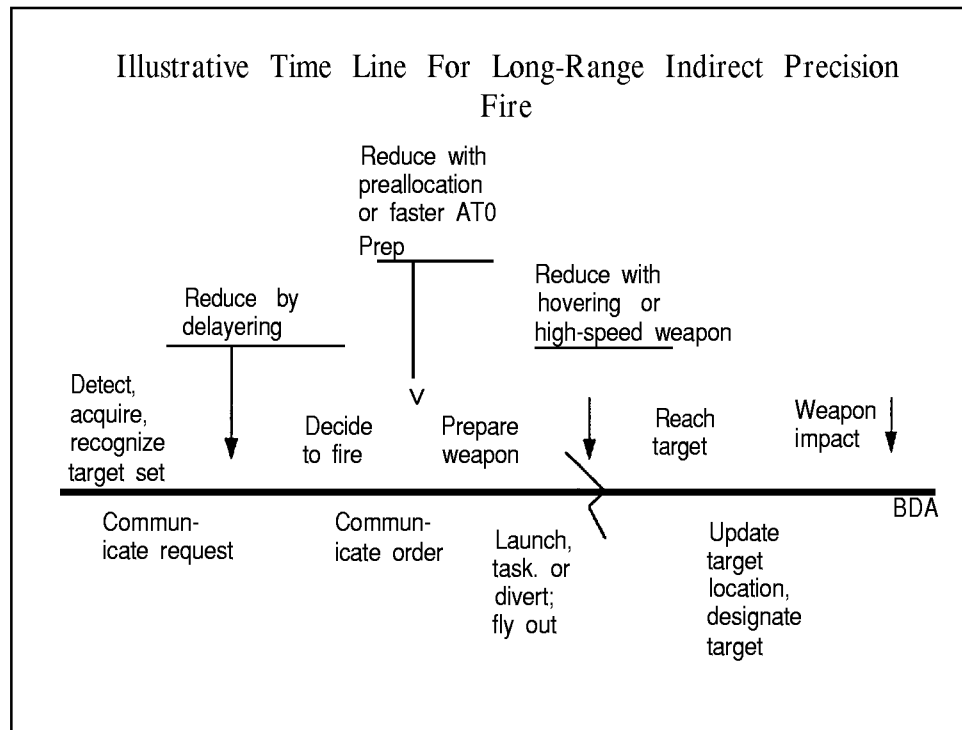 Illustrative Time Line For Long-Range Indirect Precision
Fire
Reduce with
preallocation
or faster AT0
Prep
Reduce by
delayering
Reduce with
hovering or
high-speed weapon
Detect,
acquire,
recognize
target set
Decide
to fire
Prepare
weapon
Reach
target
Weapon
impact
BDA
Commun-
icate request
Commun-
icate order
Launch,
task. or
divert;
fly out
Update
target
location,
designate
target